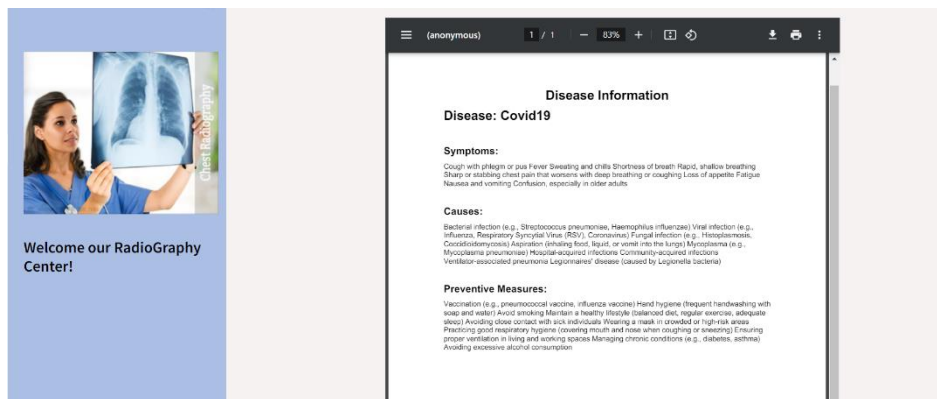 Chest Radiography
Welcome our RadioGraphy
Center!
(anonymous)
1 / 1
83%
Disease Information
Disease: Covid19
Symptoms:
Cough with phlegm or pus Fever Sweating and chills Shortness of breath Rapid, shallow breathing
Sharp or stabbing chest pain that worsens with deep breathing or coughing Loss of appetite Fatigue
Nausea and vomiting Confusion, especially in older adults
Causes:
Bacterial infection (e.g., Streptococcus pneumoniae, Haemophilus influenzae) Viral infection (e.g.,
Influenza, Respiratory Syncytial Virus (RSV), Coronavirus) Fungal infection (e.g., Histoplasmosis,
Coccidioidomycosis) Aspiration (inhaling food, liquid, or vomit into the lungs) Mycoplasma (e.g.,
Mycoplasma pneumoniae) Hospital-acquired infections Community-acquired infections
Ventilator-associated pneumonia Legionnaires' disease (caused by Legionella bacteria)
Preventive Measures:
Vaccination (e.g., pneumococcal vaccine, influenza vaccine) Hand hygiene (frequent handwashing with
soap and water) Avoid smoking Maintain a healthy lifestyle (balanced diet, regular exercise, adequate
sleep) Avoiding close contact with sick individuals Wearing a mask in crowded or high-risk areas
Practicing good respiratory hygiene (covering mouth and nose when coughing or sneezing) Ensuring
proper ventilation in living and working spaces Managing chronic conditions (e.g., diabetes, asthma)
Avoiding excessive alcohol consumption